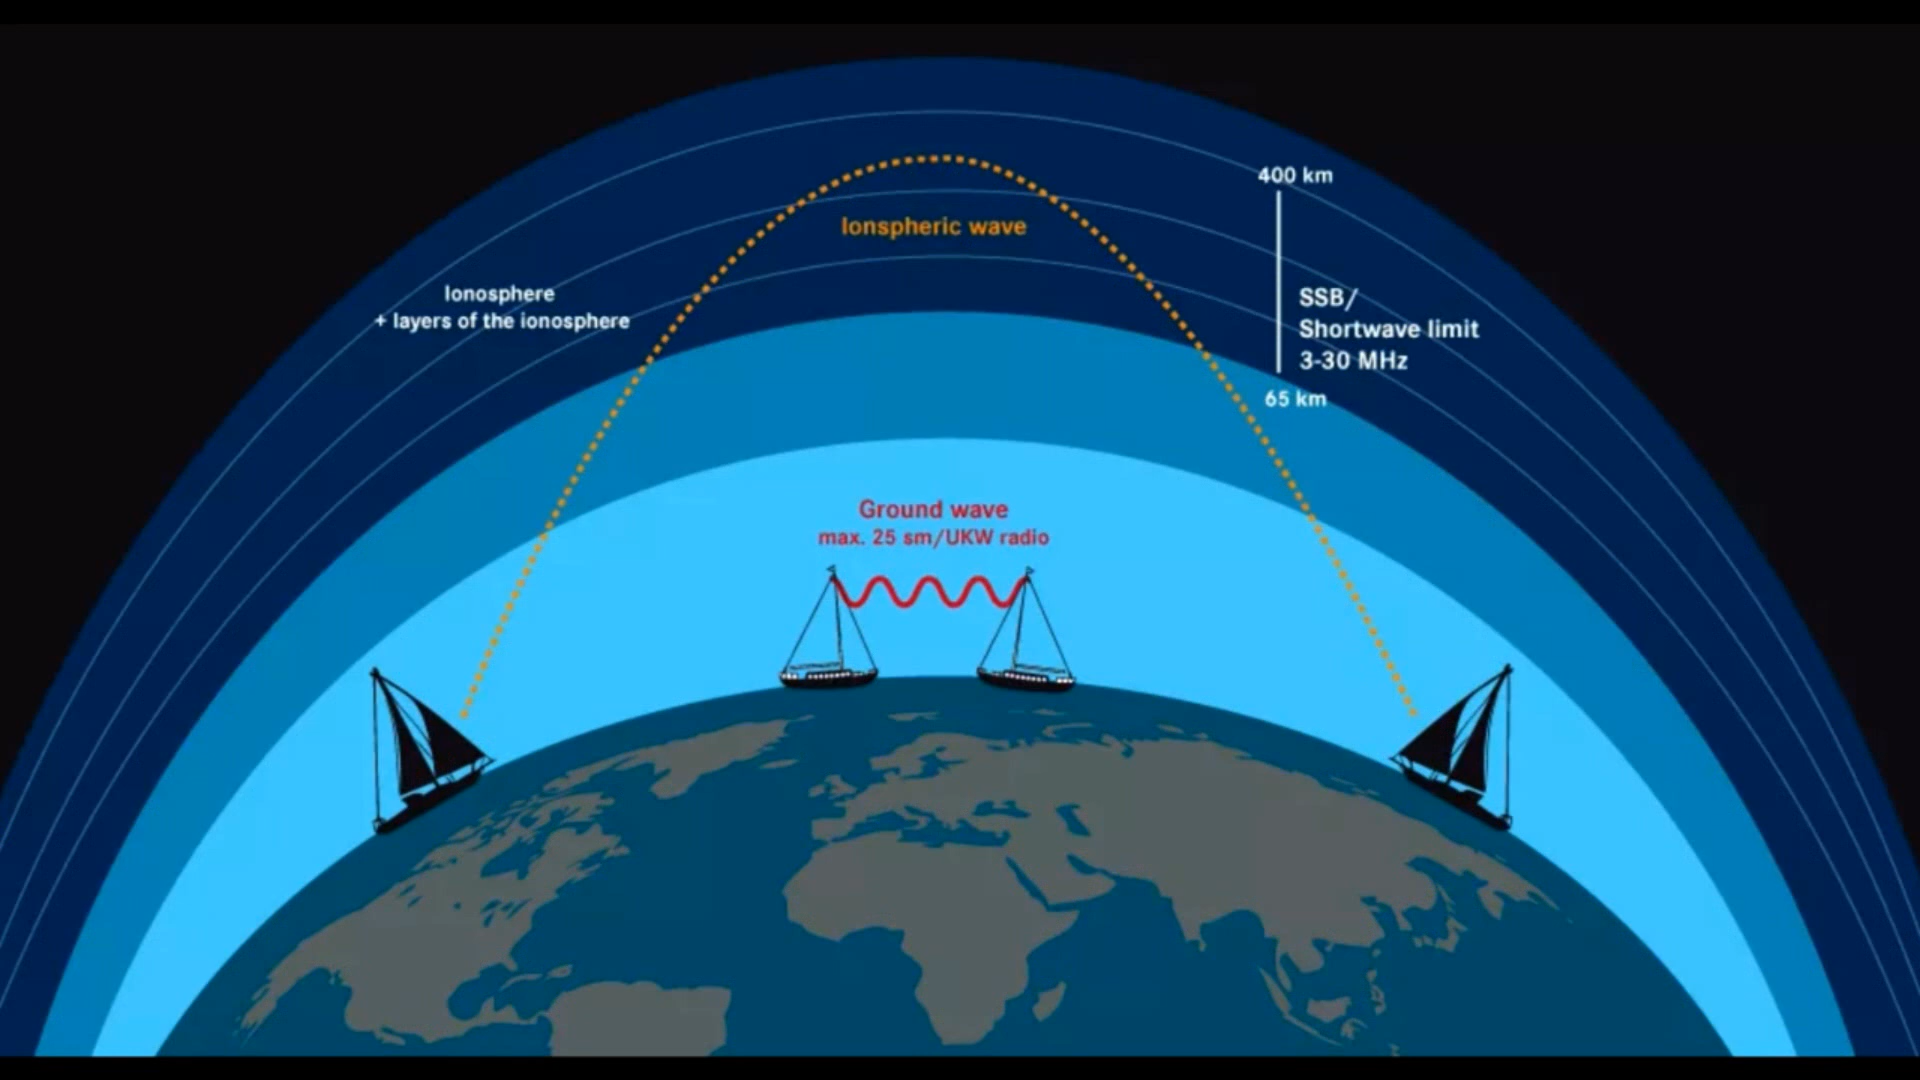 400 km
Ionspheric wave
Ionosphere
+ layers of the ionosphere
SSB/
Shortwave limit
3-30 MHz
65 km
Ground wave
max. 25 sm/UKW radio